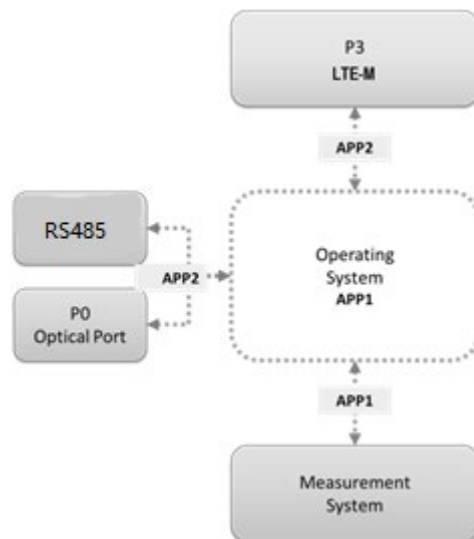 P3
LTE-M
APP2
RS485
APP2
P0
Optical Port
Operating
System
APP1
APP1
Measurement
System